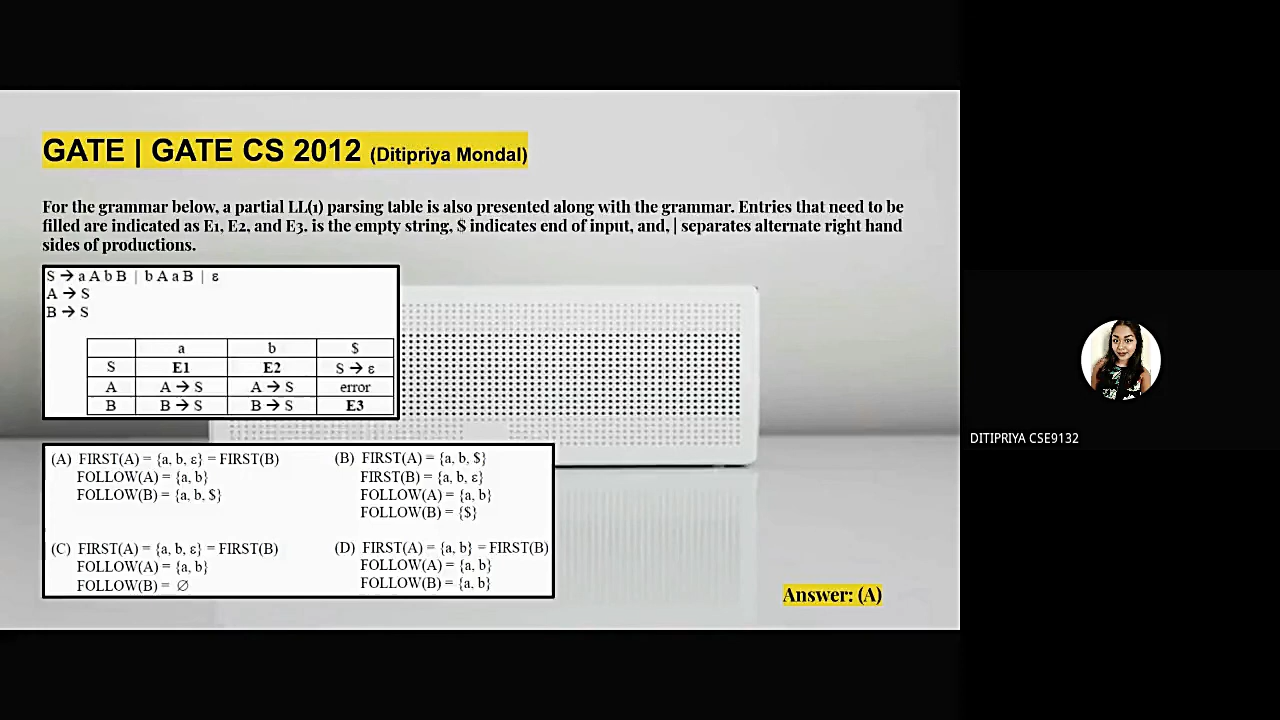 GATE | GATE CS 2012 (Ditipriya Mondal)
For the grammar below, a partial LL(1) parsing table is also presented along with the grammar. Entries that need to be
filled are indicated as E1, E2, and E3. is the empty string, $ indicates end of input, and, | separates alternate right hand
sides of productions.
S → a A b B | b A a B | ε
A → S
B → S
a b $
S E1 E2 S → ε
A A → S A → S error
B B → S B → S E3
(A) FIRST(A) = {a, b, ε} = FIRST(B)
FOLLOW(A) = {a, b}
FOLLOW(B) = {a, b, $}
(B) FIRST(A) = {a, b, $}
FIRST(B) = {a, b, ε}
FOLLOW(A) = {a, b}
FOLLOW(B) = {$}
(C) FIRST(A) = {a, b, ε} = FIRST(B)
FOLLOW(A) = {a, b}
FOLLOW(B) = ∅
(D) FIRST(A) = {a, b} = FIRST(B)
FOLLOW(A) = {a, b}
FOLLOW(B) = {a, b}
Answer: (A)
DITIPRIYA CSE9132